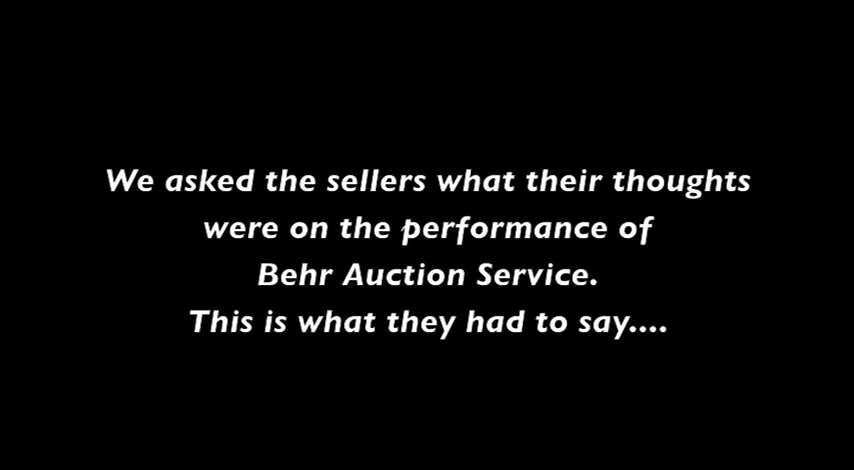 We asked the sellers what their thoughts
were on the performance of
Behr Auction Service.
This is what they had to say....